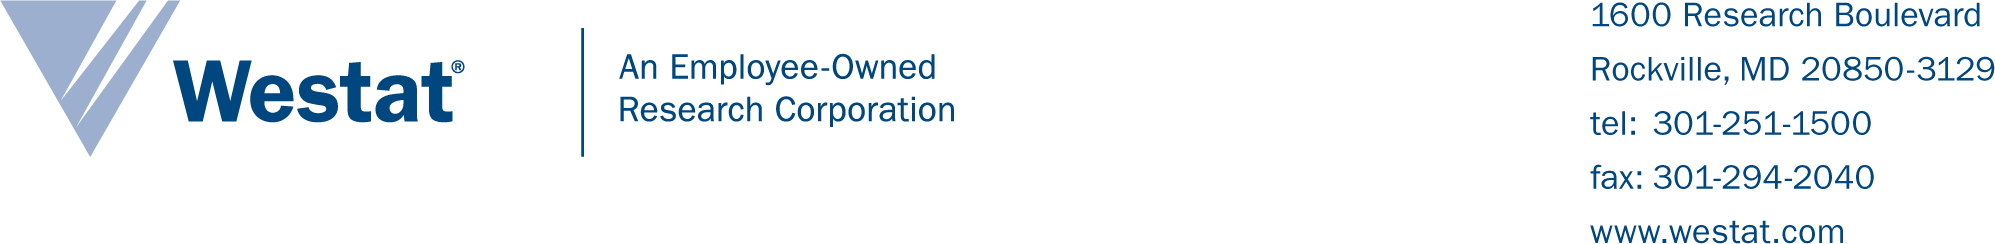 Westat®
An Employee-Owned
Research Corporation
1600 Research Boulevard
Rockville, MD 20850-3129
tel: 301-251-1500
fax: 301-294-2040
www.westat.com